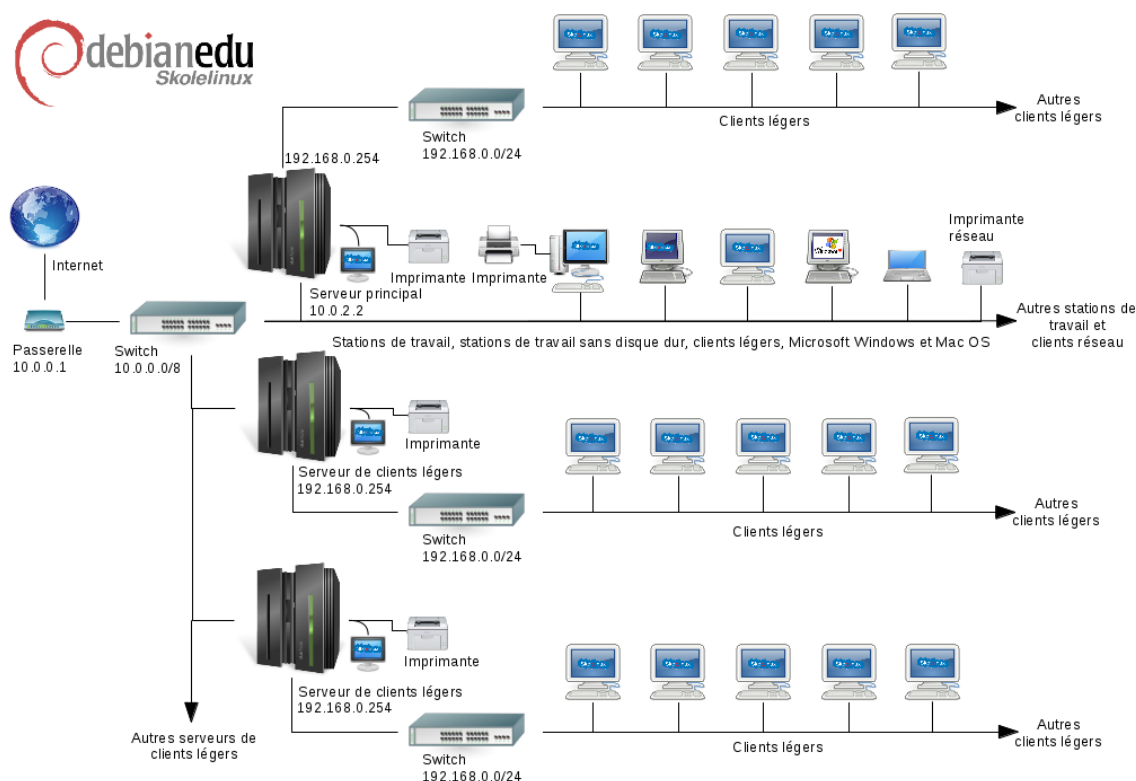 debianedu
Skolelinux
Switch
192.168.0.0/24
Clients légers
Autres
clients légers
192.168.0.254
Internet
Imprimante
Imprimante
Imprimante
réseau
Serveur principal
10.0.2.2
Passerelle
10.0.0.1
Switch
10.0.0.0/8
Stations de travail, stations de travail sans disque dur, clients légers, Microsoft Windows et Mac OS
Autres stations de
travail et
clients réseau
Imprimante
Serveur de clients légers
192.168.0.254
Switch
192.168.0.0/24
Clients légers
Autres
clients légers
Imprimante
Serveur de clients légers
192.168.0.254
Switch
192.168.0.0/24
Clients légers
Autres
clients légers
Autres serveurs de
clients légers